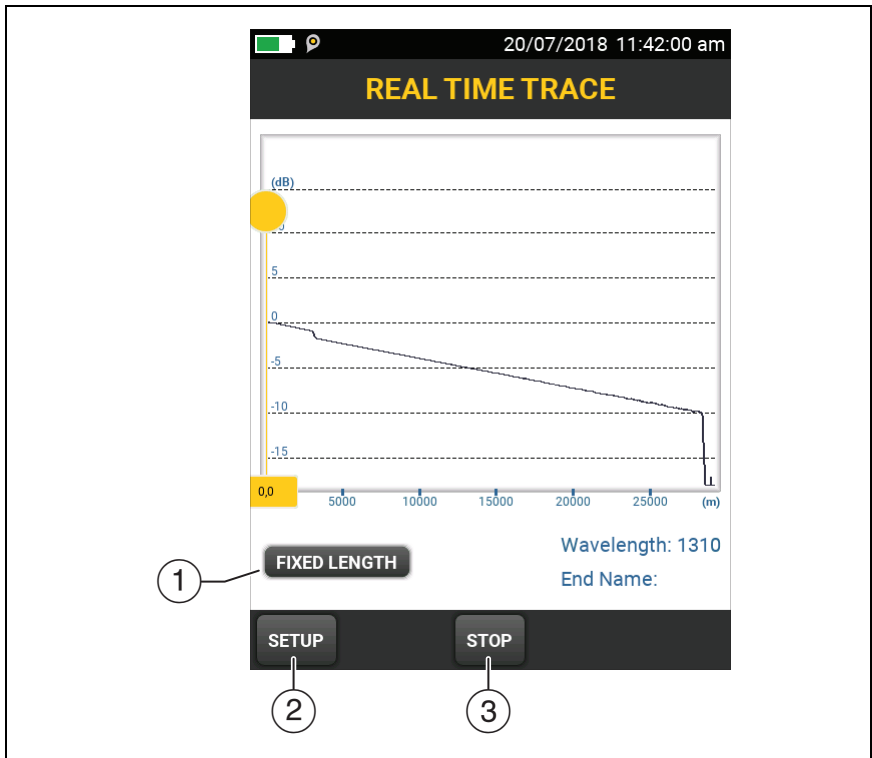 20/07/2018 11:42:00 am
REAL TIME TRACE
(dB)
5
0
-5
-10
-15
0,0
5000 10000 15000 20000 25000 (m)
Wavelength: 1310
FIXED LENGTH
End Name:
1
SETUP STOP
2 3